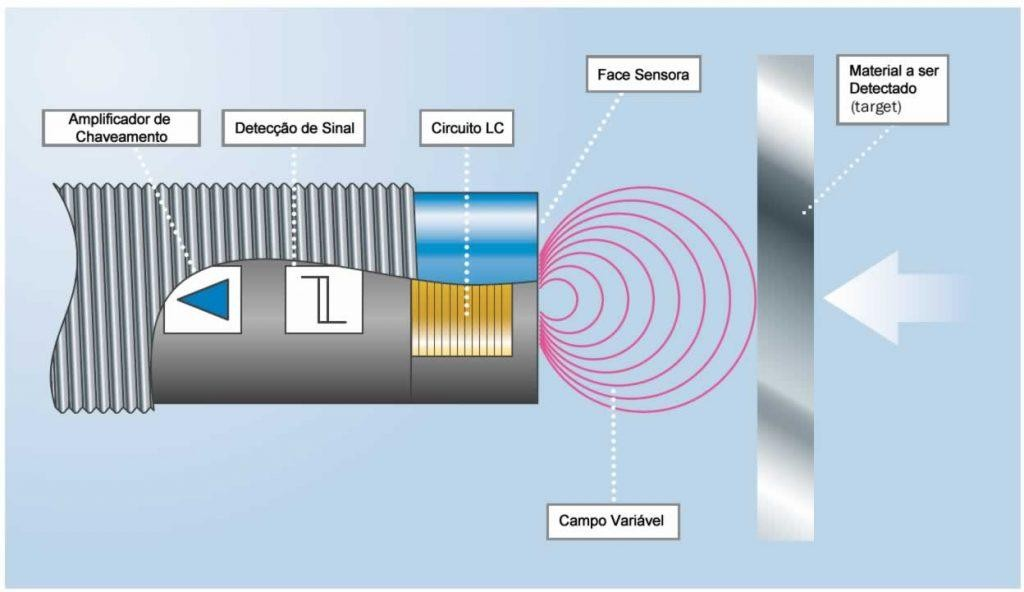 Face Sensora
Material a ser
Detectado
(target)
Amplificador de
Chaveamento
Detecção de Sinal
Circuito LC
Campo Variável